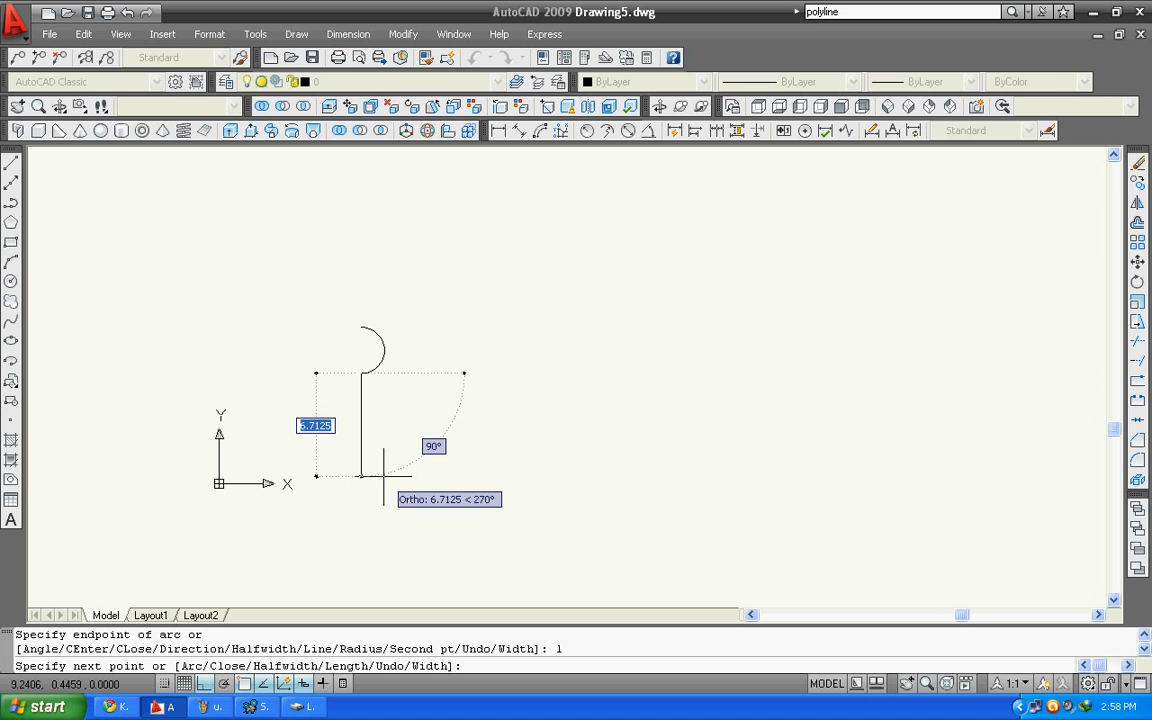 AutoCAD 2009 Drawing5.dwg
polyline
File Edit View Insert Format Tools Draw Dimension Modify Window Help Express
Standard
AutoCAD Classic
0
ByLayer
ByLayer
ByLayer
ByColor
Standard
Y
X
6.7125
90°
Ortho: 6.7125 < 270°
A
Model Layout1 Layout2
Specify endpoint of arc or
[Angle/CEnter/CLose/Direction/Halfwidth/Line/Radius/Second pt/Undo/Width]: l
Specify next point or [Arc/Close/Halfwidth/Length/Undo/Width]:
9.2406, 0.4459, 0.0000
MODEL
1:1
start
K.
A
u.
S.
L.
2:58 PM